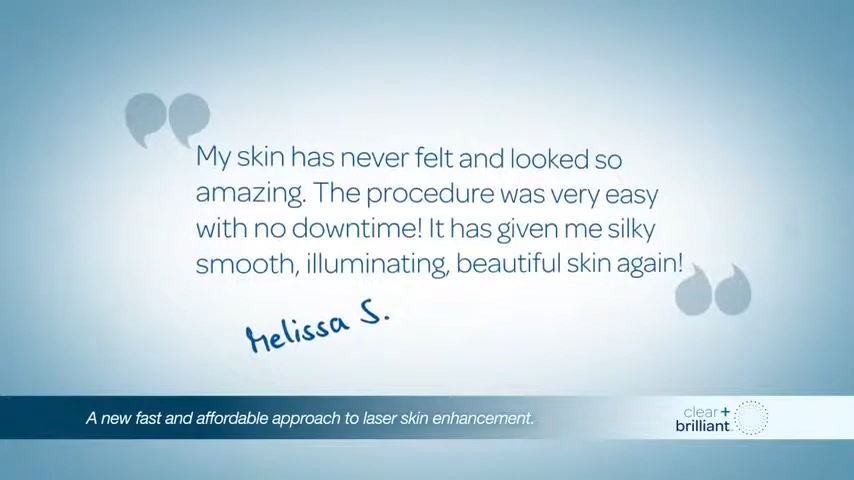 My skin has never felt and looked so
amazing. The procedure was very easy
with no downtime! It has given me silky
smooth, illuminating, beautiful skin again!
Melissa S.
A new fast and affordable approach to laser skin enhancement.
clear +
brilliant